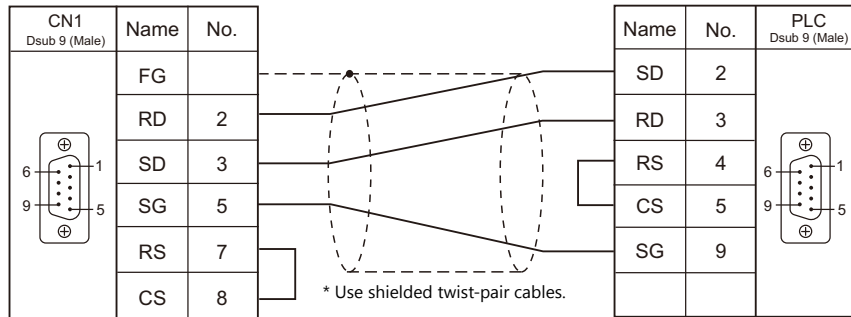 CN1
Dsub 9 (Male)
Name No.
FG
RD 2
SD 3
SG 5
RS 7
CS 8
6 1
9 5
* Use shielded twist-pair cables.
Name No.
PLC
Dsub 9 (Male)
SD 2
RD 3
RS 4
CS 5
SG 9
6 1
9 5